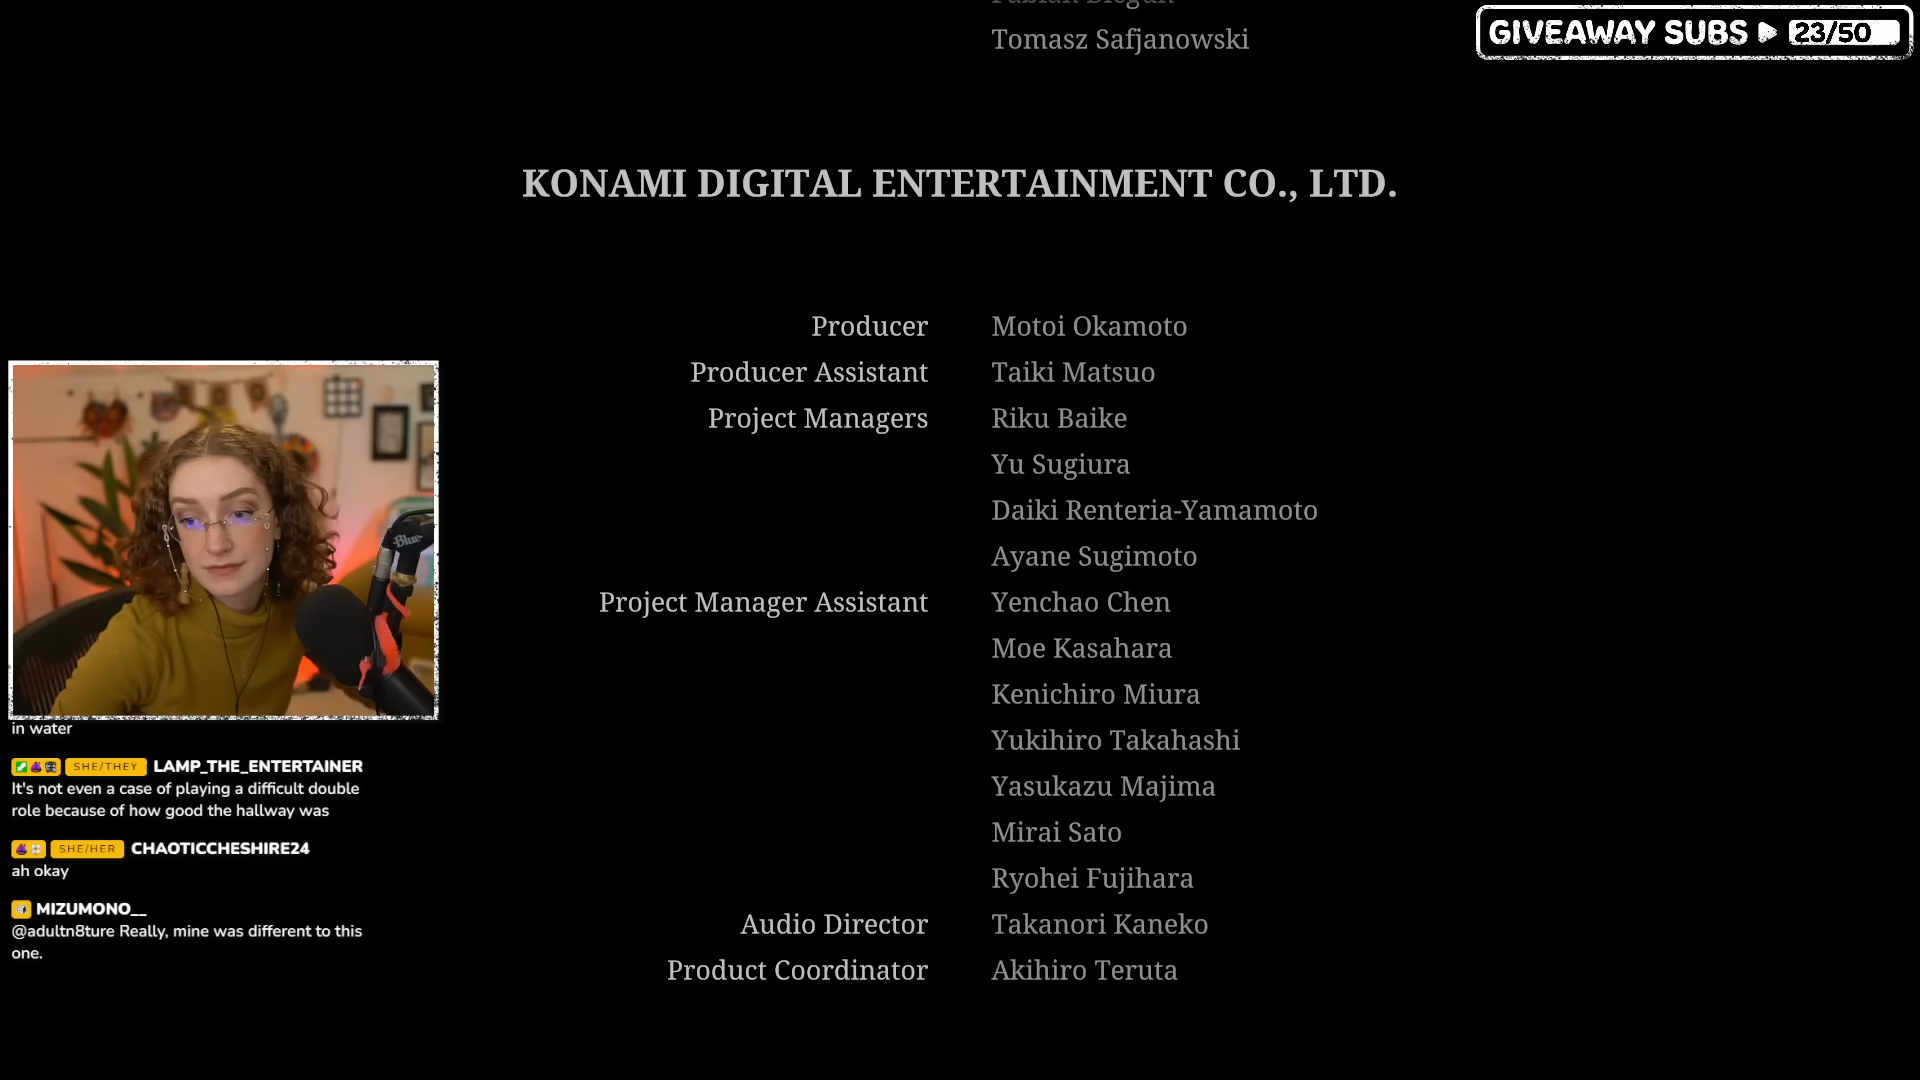 Tomasz Safjanowski
GIVEAWAY SUBS 23/50
KONAMI DIGITAL ENTERTAINMENT CO., LTD.
Producer Motoi Okamoto
Producer Assistant Taiki Matsuo
Project Managers Riku Baike
Yu Sugiura
Daiki Renteria-Yamamoto
Ayane Sugimoto
Project Manager Assistant Yenchao Chen
Moe Kasahara
Kenichiro Miura
Yukihiro Takahashi
Yasukazu Majima
Mirai Sato
Ryohei Fujihara
Audio Director Takanori Kaneko
Product Coordinator Akihiro Teruta
Blue
in water
SHE/THEY LAMP_THE_ENTERTAINER
It's not even a case of playing a difficult double
role because of how good the hallway was
SHE/HER CHAOTICCHESHIRE24
ah okay
MIZUMONO__
@adultn8ture Really, mine was different to this
one.